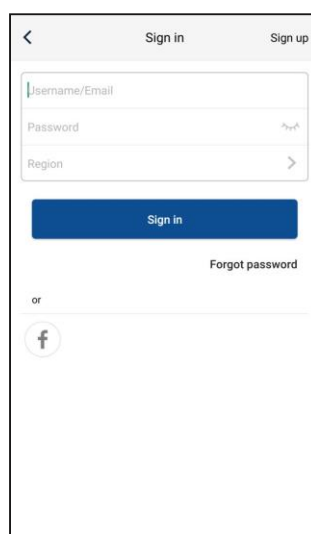 Sign in
Sign up
Username/Email
Password
Region
Sign in
Forgot password
or
f